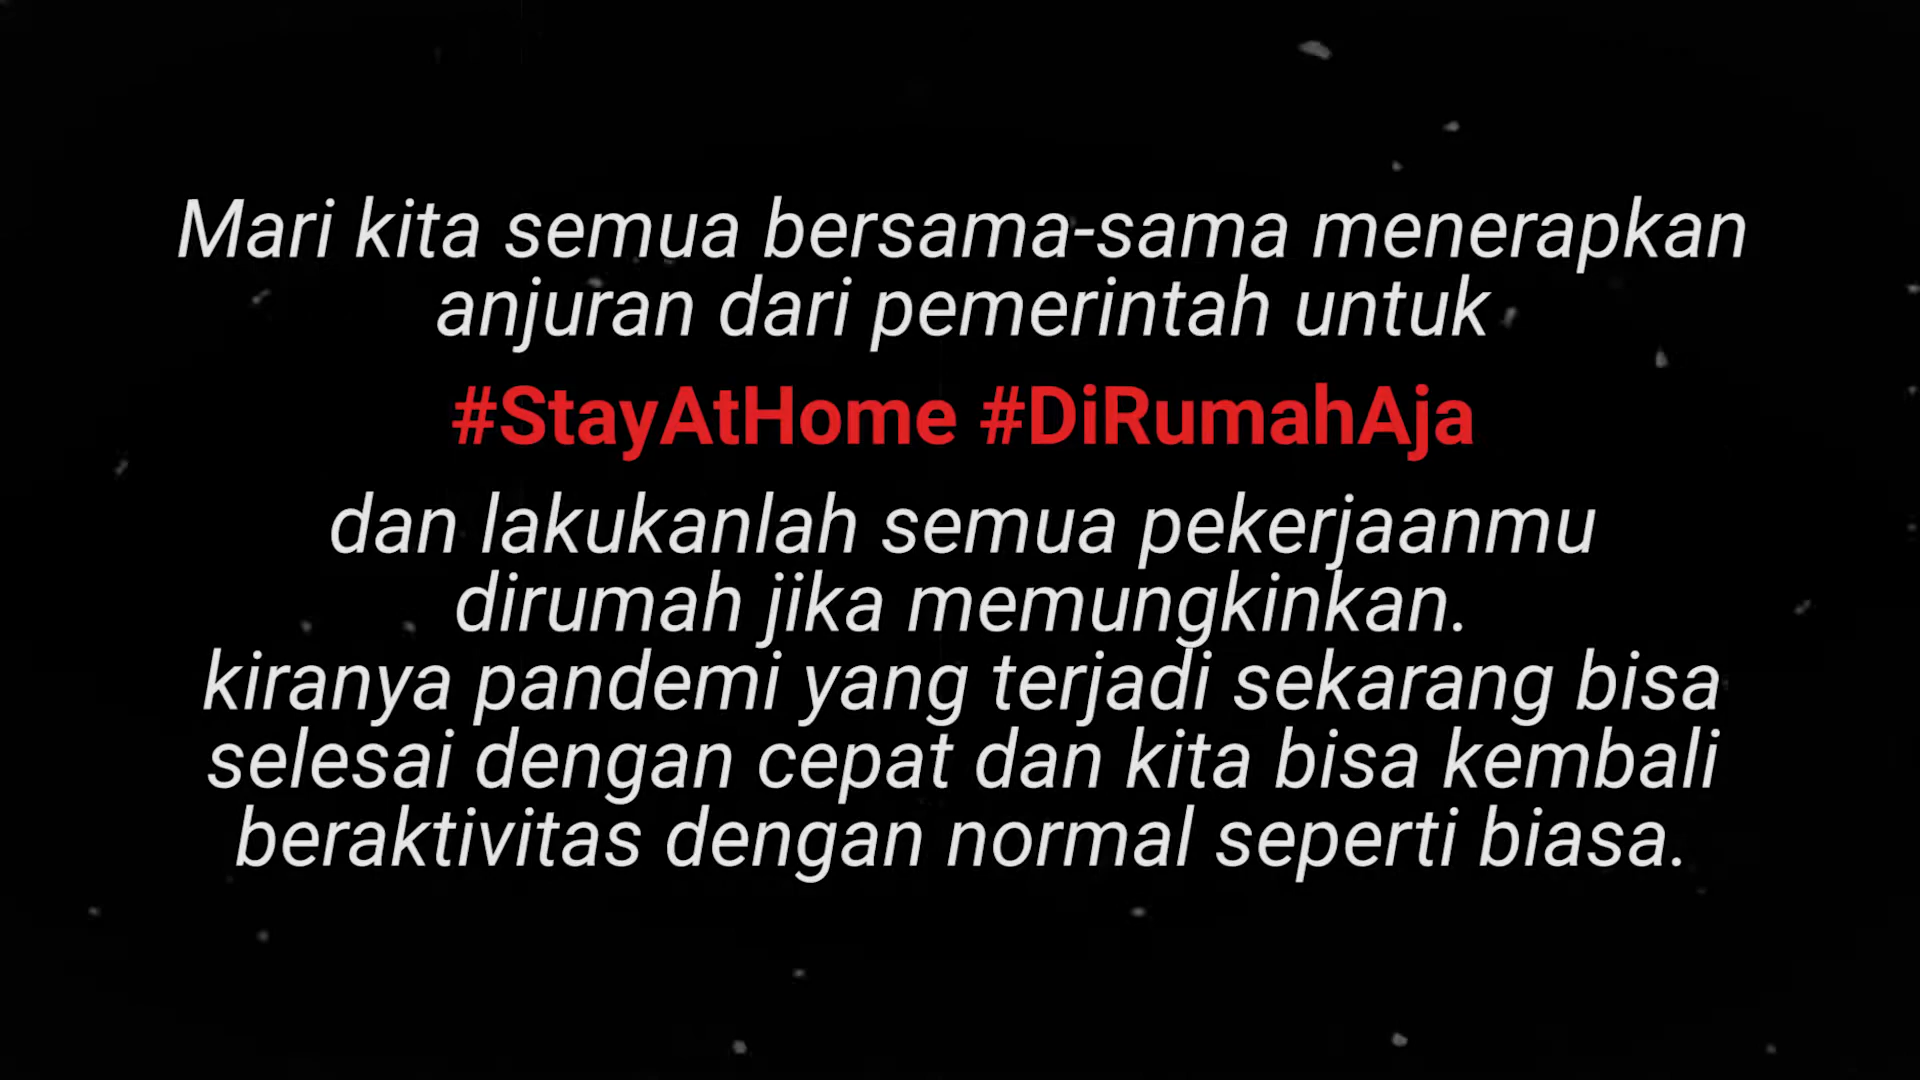 Mari kita semua bersama-sama menerapkan
anjuran dari pemerintah untuk
#StayAtHome #DiRumahAja
dan lakukanlah semua pekerjaanmu
dirumah jika memungkinkan.
kiranya pandemi yang terjadi sekarang bisa
selesai dengan cepat dan kita bisa kembali
beraktivitas dengan normal seperti biasa.